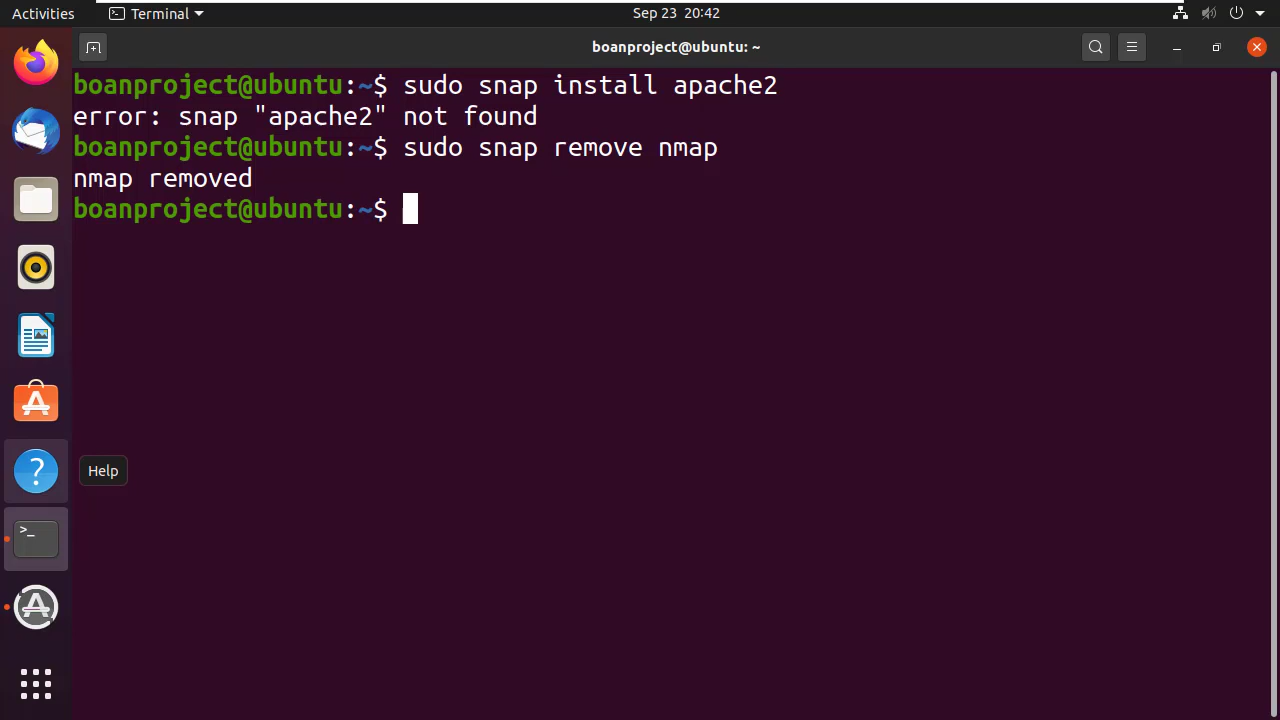 Activities
Terminal
Sep 23 20:42
boanproject@ubuntu: ~
boanproject@ubuntu:~$ sudo snap install apache2
error: snap "apache2" not found
boanproject@ubuntu:~$ sudo snap remove nmap
nmap removed
boanproject@ubuntu:~$
Help